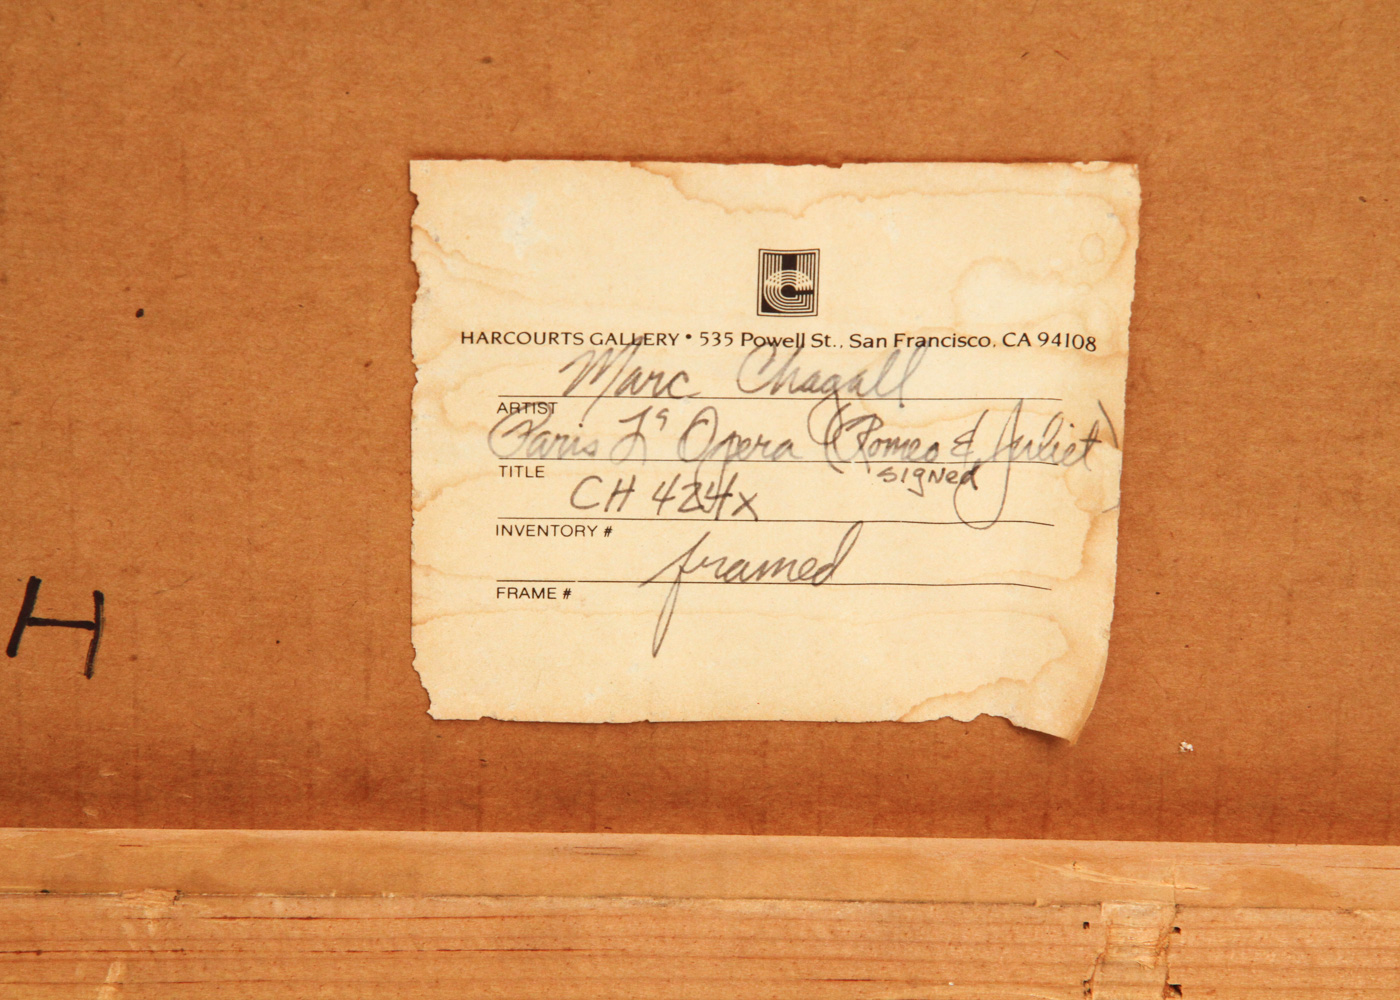 HARCOURTS GALLERY • 535 Powell St., San Francisco, CA 94108
Marc Chagall
ARTIST
Paris L' Opera (Romeo & Juliet)
TITLE
signed
CH 424x
INVENTORY #
framed
FRAME #
H